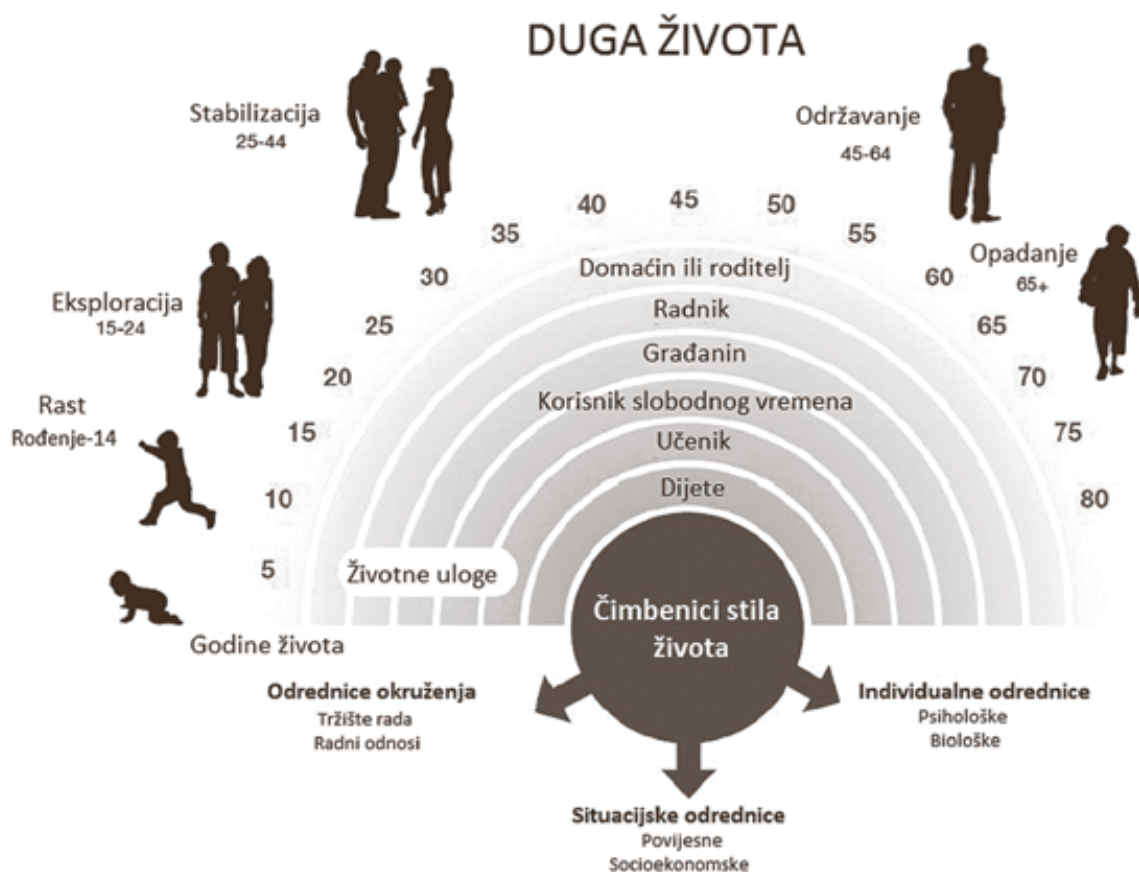 DUGA ŽIVOTA
Stabilizacija
25-44
Održavanje
45-64
Eksploracija
15-24
Opadanje
65+
Rast
Rođenje-14
5
10
15
20
25
30
35
40
45
50
55
60
65
70
75
80
Domaćin ili roditelj
Radnik
Građanin
Korisnik slobodnog vremena
Učenik
Dijete
Životne uloge
Godine života
Čimbenici stila
života
Odrednice okruženja
Tržište rada
Radni odnosi
Individualne odrednice
Psihološke
Biološke
Situacijske odrednice
Povijesne
Socioekonomske